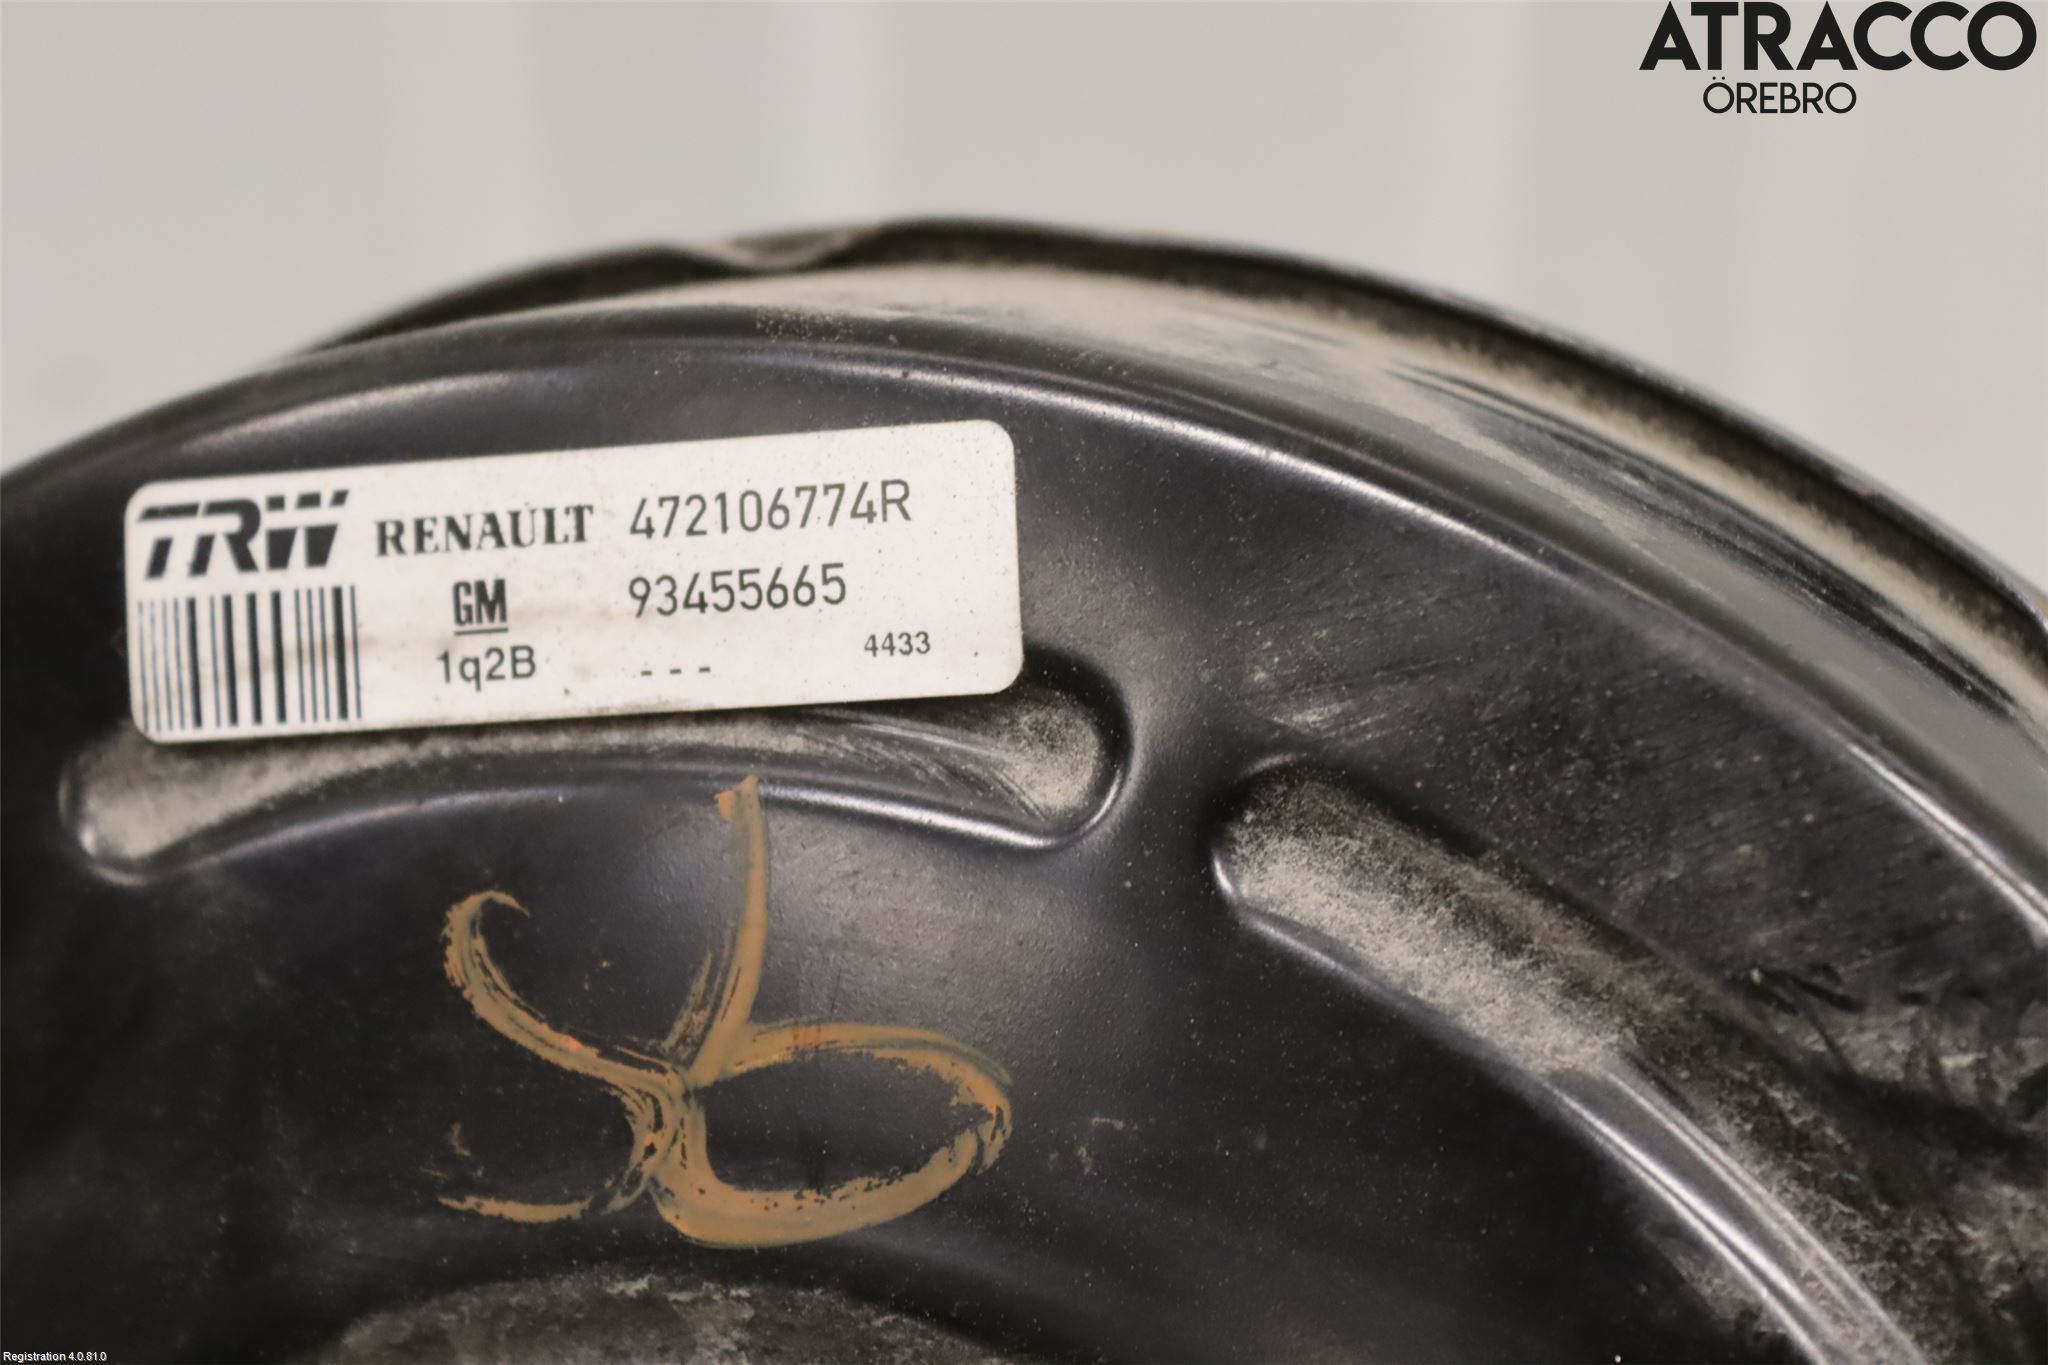 ATRACCO
ÖREBRO
TRW RENAULT 472106774R
GM 93455665
1q2B --- 4433
Registration 4.0.81.0